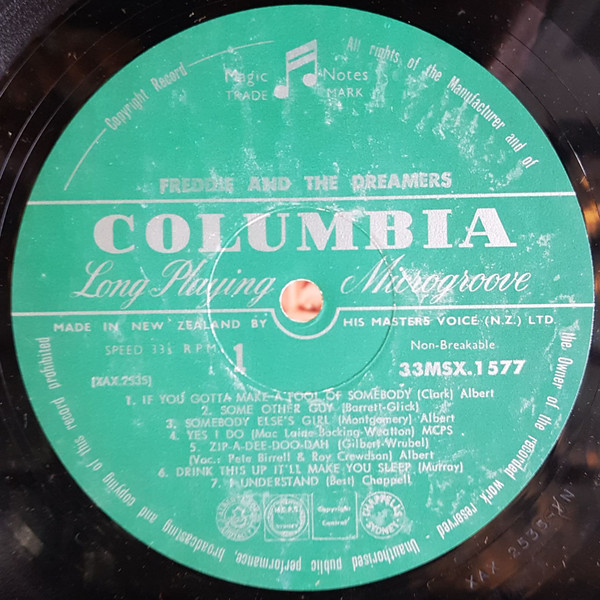 Copyright Record
Magic Notes
TRADE MARK
All rights of the Manufacturer and of
FREDDIE AND THE DREAMERS
COLUMBIA
Long Playing Microgroove
MADE IN NEW ZEALAND BY HIS MASTERS VOICE (N.Z.) LTD.
SPEED 33⅓ R.P.M. 1 Non-Breakable
[XAX.2535] 33MSX.1577
1. IF YOU GOTTA MAKE A FOOL OF SOMEBODY (Clark) Albert
2. SOME OTHER GUY (Barrett-Glick)
3. SOMEBODY ELSE'S GIRL (Montgomery) Albert
4. YES I DO (Mac Laine-Bocking-Weatton) MCPS
5. ZIP-A-DEE-DOO-DAH (Gilbert-Wrubel)
(Voc.: Pete Birrell & Roy Crewdson) Albert
6. DRINK THIS UP IT'LL MAKE YOU SLEEP (Murray)
7. I UNDERSTAND (Best) Chappell
Copyright
Control
CHAPPELLS
SYDNEY
the Owner of the recorded work reserved - Unauthorised public performance, broadcasting and copying of this record prohibited
XAX 2535-XN